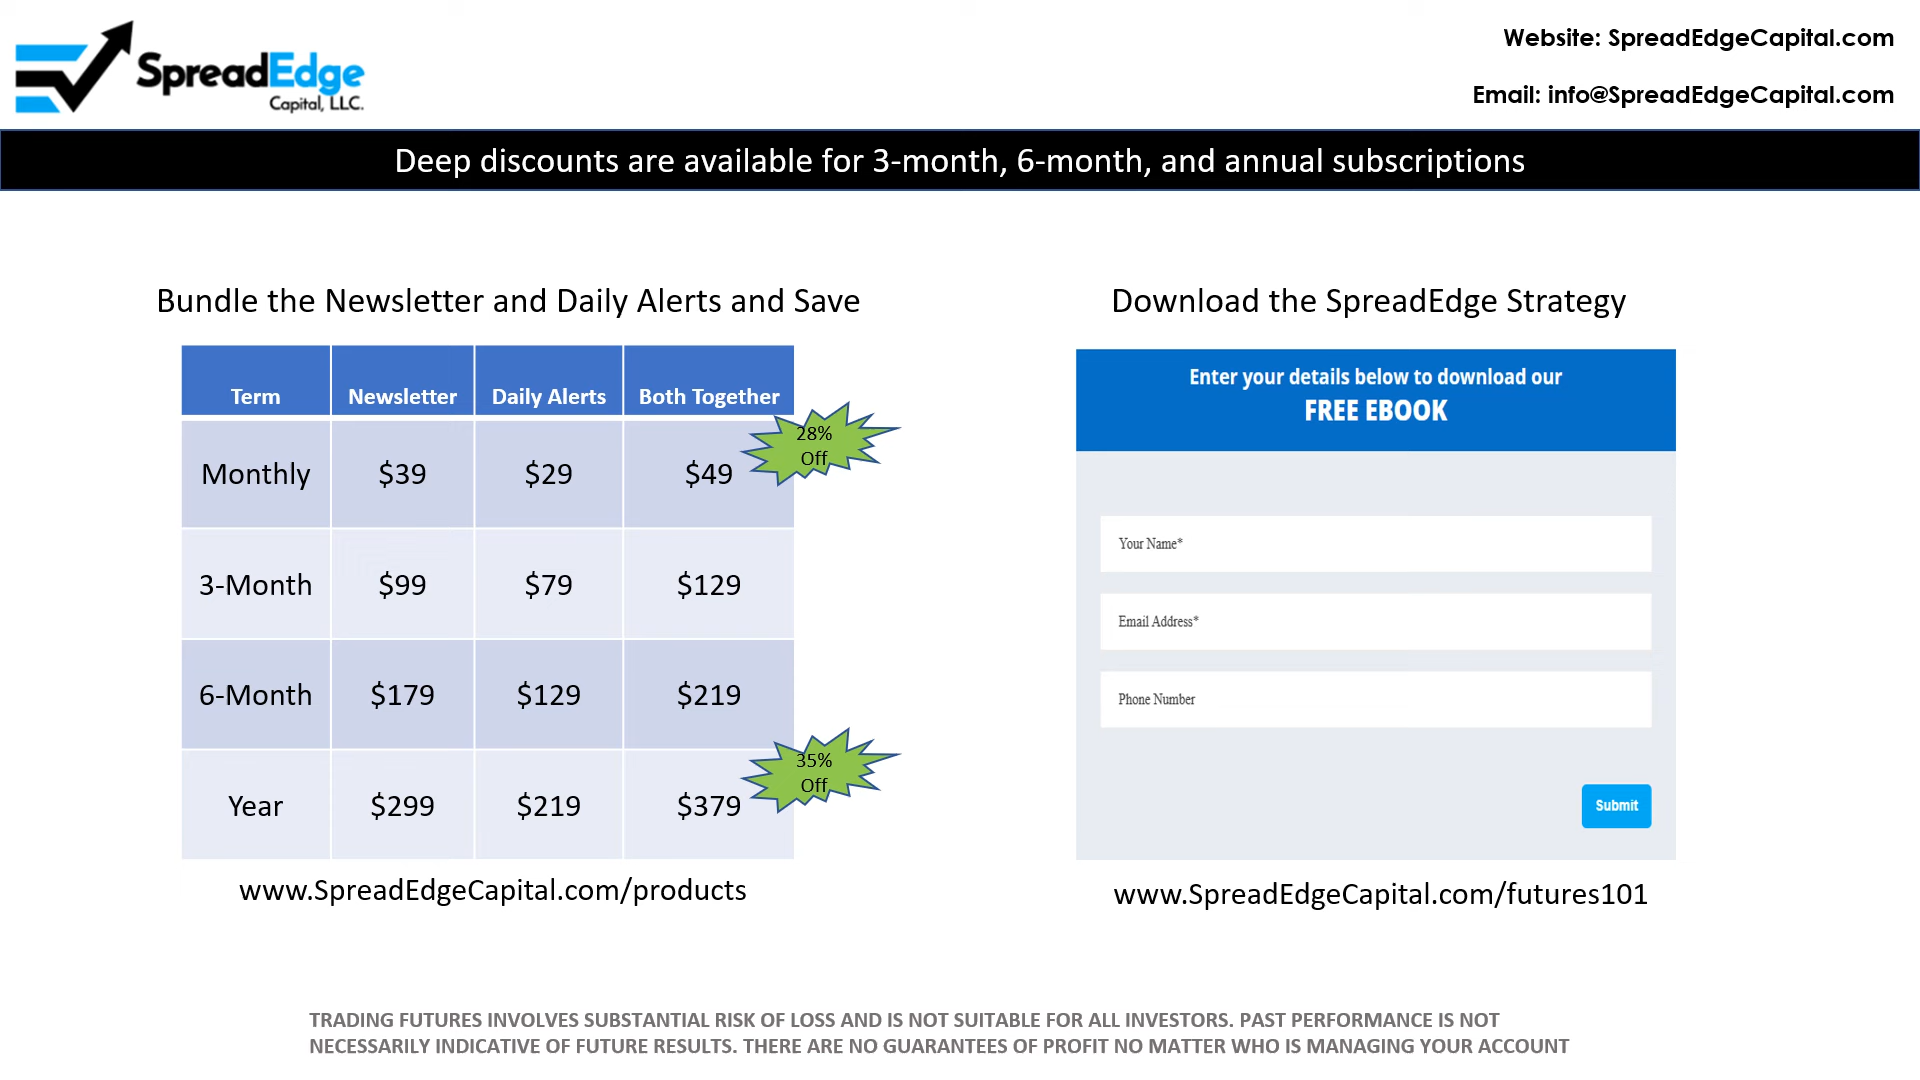 SpreadEdge
Capital, LLC.
Website: SpreadEdgeCapital.com
Email: info@SpreadEdgeCapital.com
Deep discounts are available for 3-month, 6-month, and annual subscriptions
Bundle the Newsletter and Daily Alerts and Save
Term Newsletter Daily Alerts Both Together
28%
Off
Monthly $39 $29 $49
3-Month $99 $79 $129
6-Month $179 $129 $219
35%
Off
Year $299 $219 $379
www.SpreadEdgeCapital.com/products
Download the SpreadEdge Strategy
Enter your details below to download our
FREE EBOOK
Your Name*
Email Address*
Phone Number
Submit
www.SpreadEdgeCapital.com/futures101
TRADING FUTURES INVOLVES SUBSTANTIAL RISK OF LOSS AND IS NOT SUITABLE FOR ALL INVESTORS. PAST PERFORMANCE IS NOT
NECESSARILY INDICATIVE OF FUTURE RESULTS. THERE ARE NO GUARANTEES OF PROFIT NO MATTER WHO IS MANAGING YOUR ACCOUNT